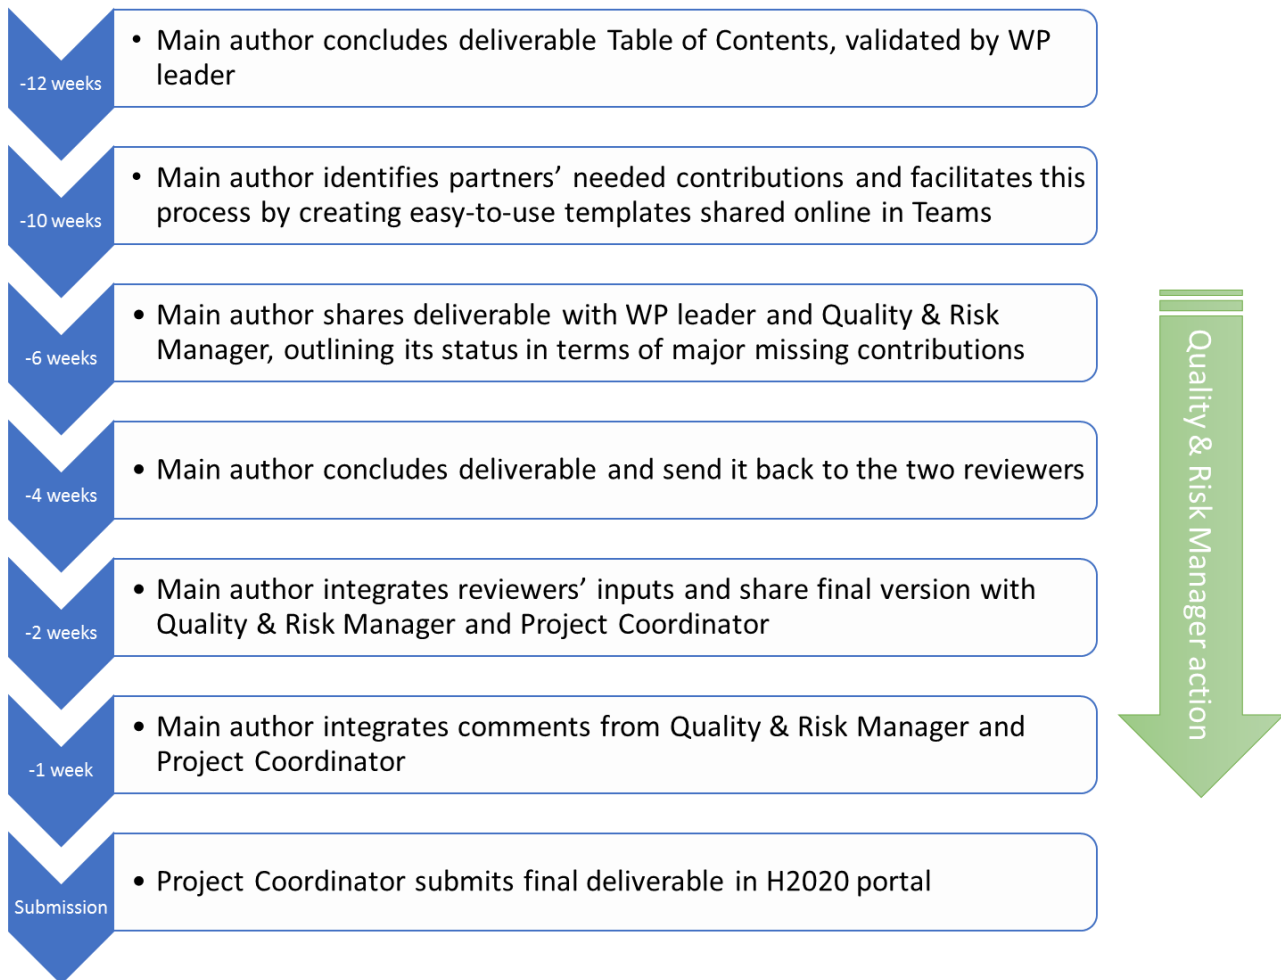 -12 weeks
• Main author concludes deliverable Table of Contents, validated by WP
leader
-10 weeks
• Main author identifies partners’ needed contributions and facilitates this
process by creating easy-to-use templates shared online in Teams
-6 weeks
• Main author shares deliverable with WP leader and Quality & Risk
Manager, outlining its status in terms of major missing contributions
-4 weeks
• Main author concludes deliverable and send it back to the two reviewers
-2 weeks
• Main author integrates reviewers’ inputs and share final version with
Quality & Risk Manager and Project Coordinator
-1 week
• Main author integrates comments from Quality & Risk Manager and
Project Coordinator
Submission
• Project Coordinator submits final deliverable in H2020 portal
Quality & Risk Manager action